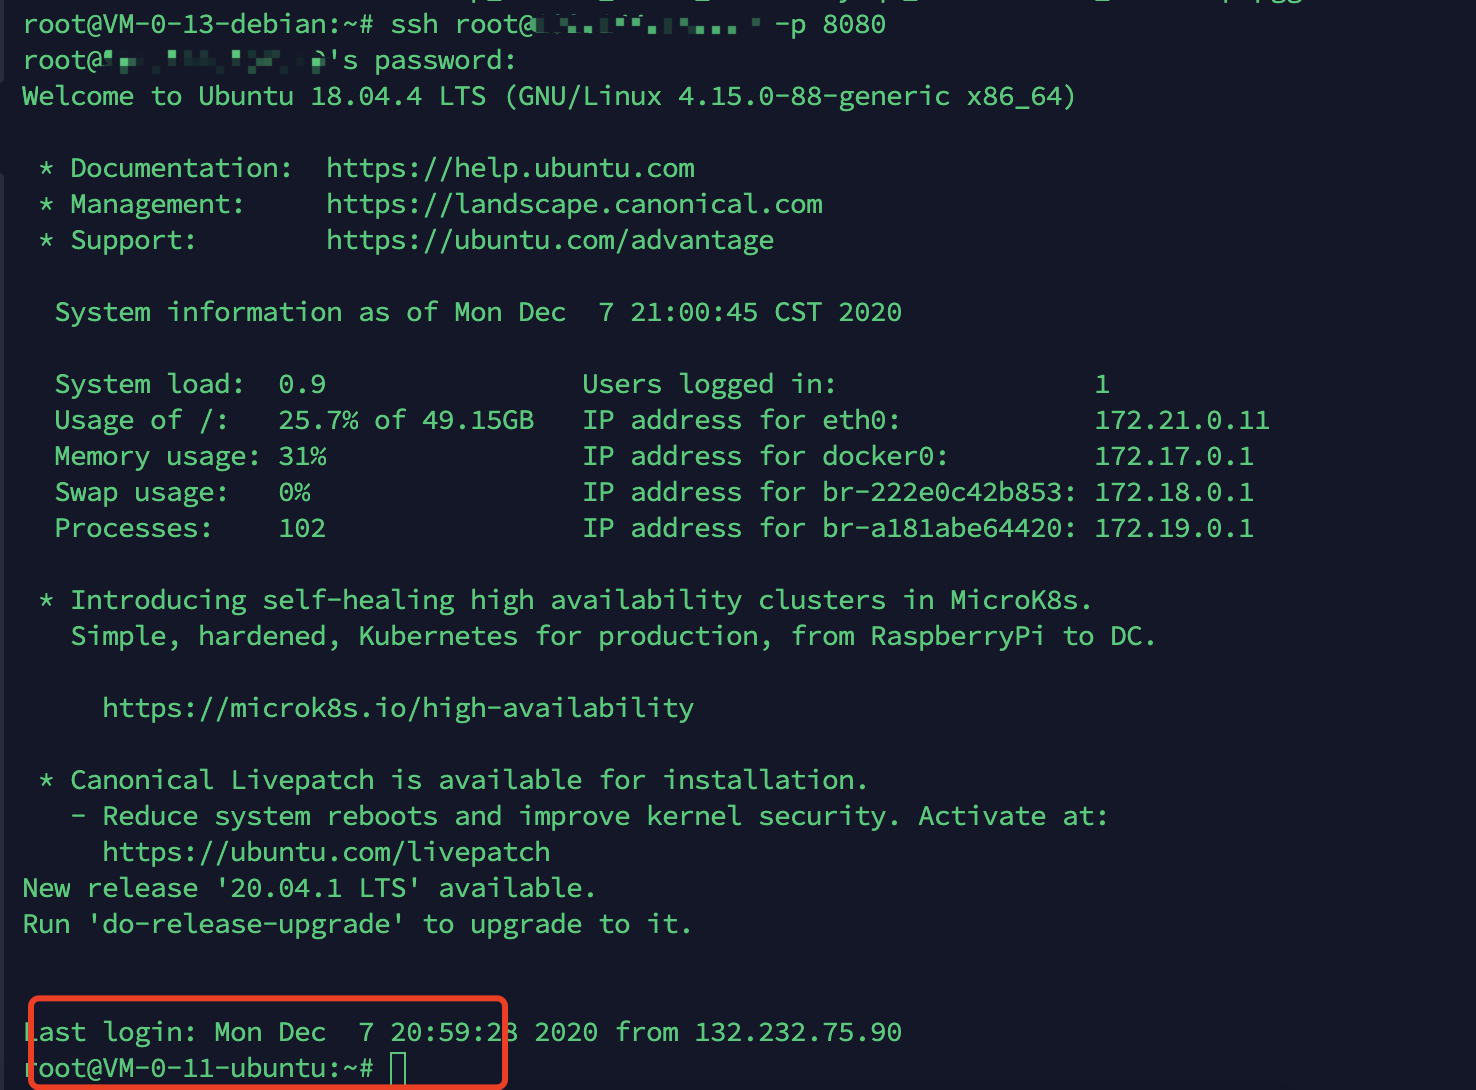 root@VM-0-13-debian:~# ssh root@ -p 8080
root@ 's password:
Welcome to Ubuntu 18.04.4 LTS (GNU/Linux 4.15.0-88-generic x86_64)
* Documentation: https://help.ubuntu.com
* Management: https://landscape.canonical.com
* Support: https://ubuntu.com/advantage
System information as of Mon Dec 7 21:00:45 CST 2020
System load: 0.9 Users logged in: 1
Usage of /: 25.7% of 49.15GB IP address for eth0: 172.21.0.11
Memory usage: 31% IP address for docker0: 172.17.0.1
Swap usage: 0% IP address for br-222e0c42b853: 172.18.0.1
Processes: 102 IP address for br-a181abe64420: 172.19.0.1
* Introducing self-healing high availability clusters in MicroK8s.
Simple, hardened, Kubernetes for production, from RaspberryPi to DC.
https://microk8s.io/high-availability
* Canonical Livepatch is available for installation.
- Reduce system reboots and improve kernel security. Activate at:
https://ubuntu.com/livepatch
New release '20.04.1 LTS' available.
Run 'do-release-upgrade' to upgrade to it.
Last login: Mon Dec 7 20:59:28 2020 from 132.232.75.90
root@VM-0-11-ubuntu:~#